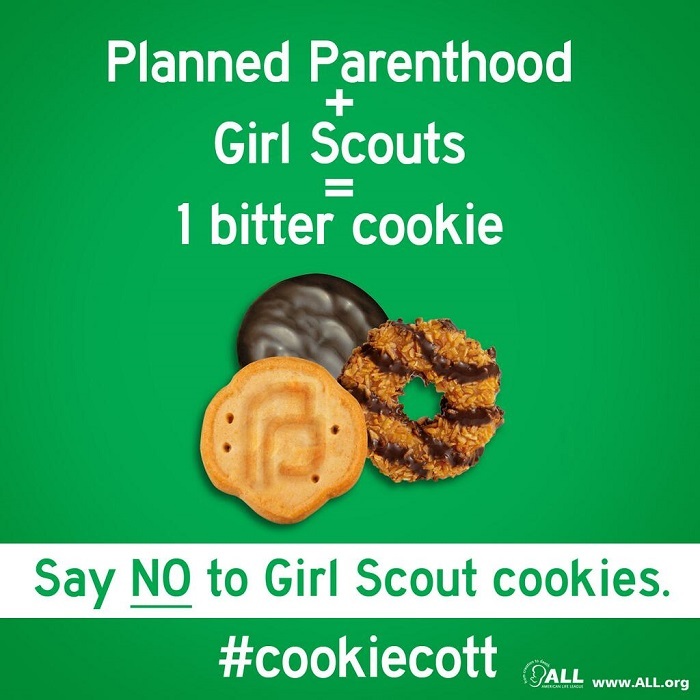 Planned Parenthood
+
Girl Scouts
=
1 bitter cookie
Say NO to Girl Scout cookies.
#cookiecott
ALL
AMERICAN LIFE LEAGUE
www.ALL.org